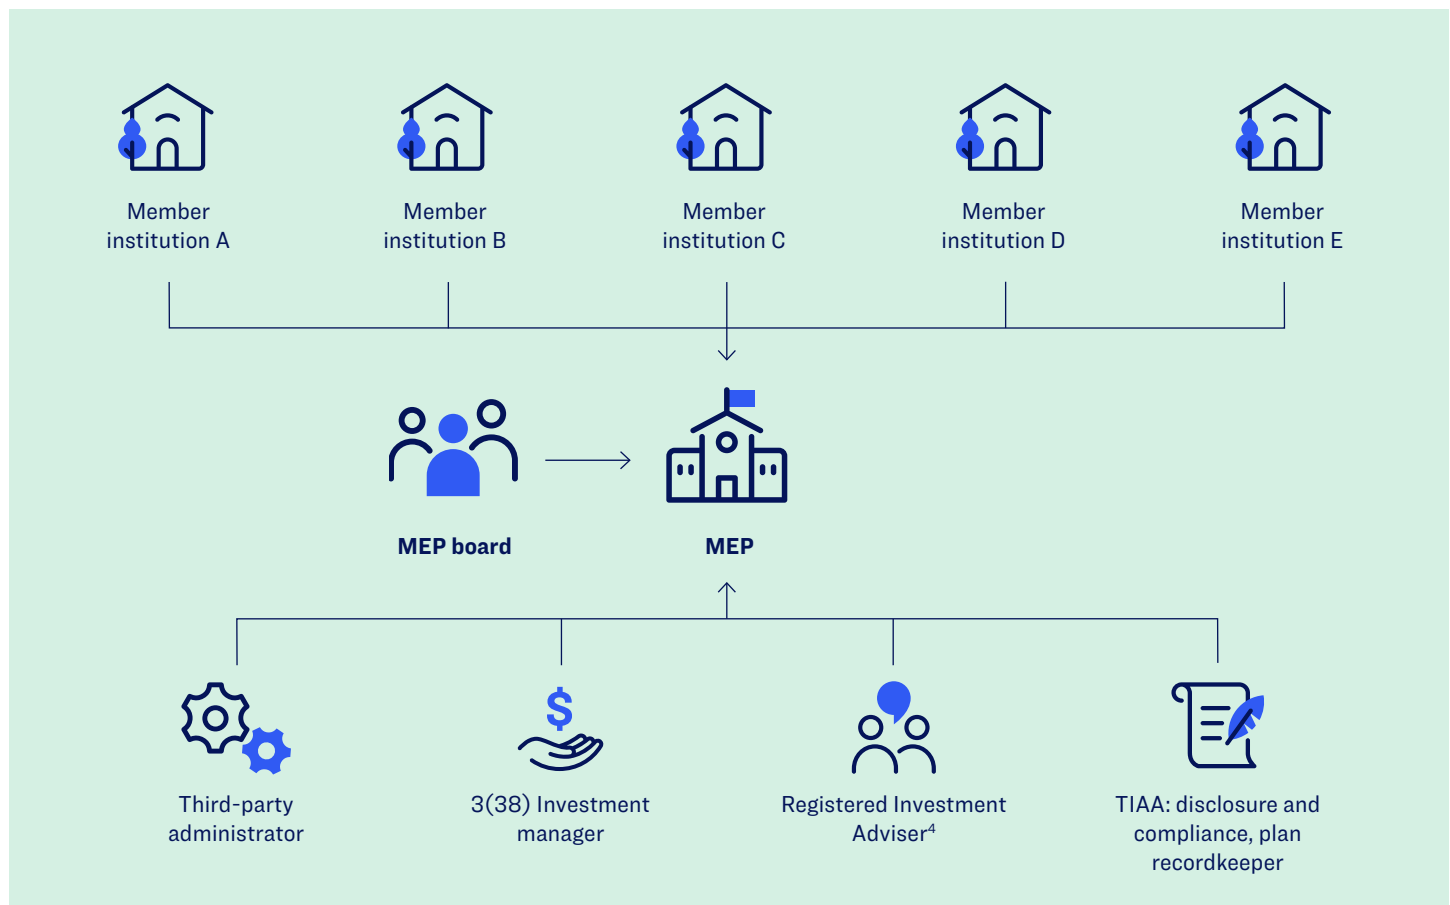 Member
institution A
Member
institution B
Member
institution C
Member
institution D
Member
institution E
MEP board
MEP
$
Third-party
administrator
3(38) Investment
manager
Registered Investment
Adviser⁴
TIAA: disclosure and
compliance, plan
recordkeeper